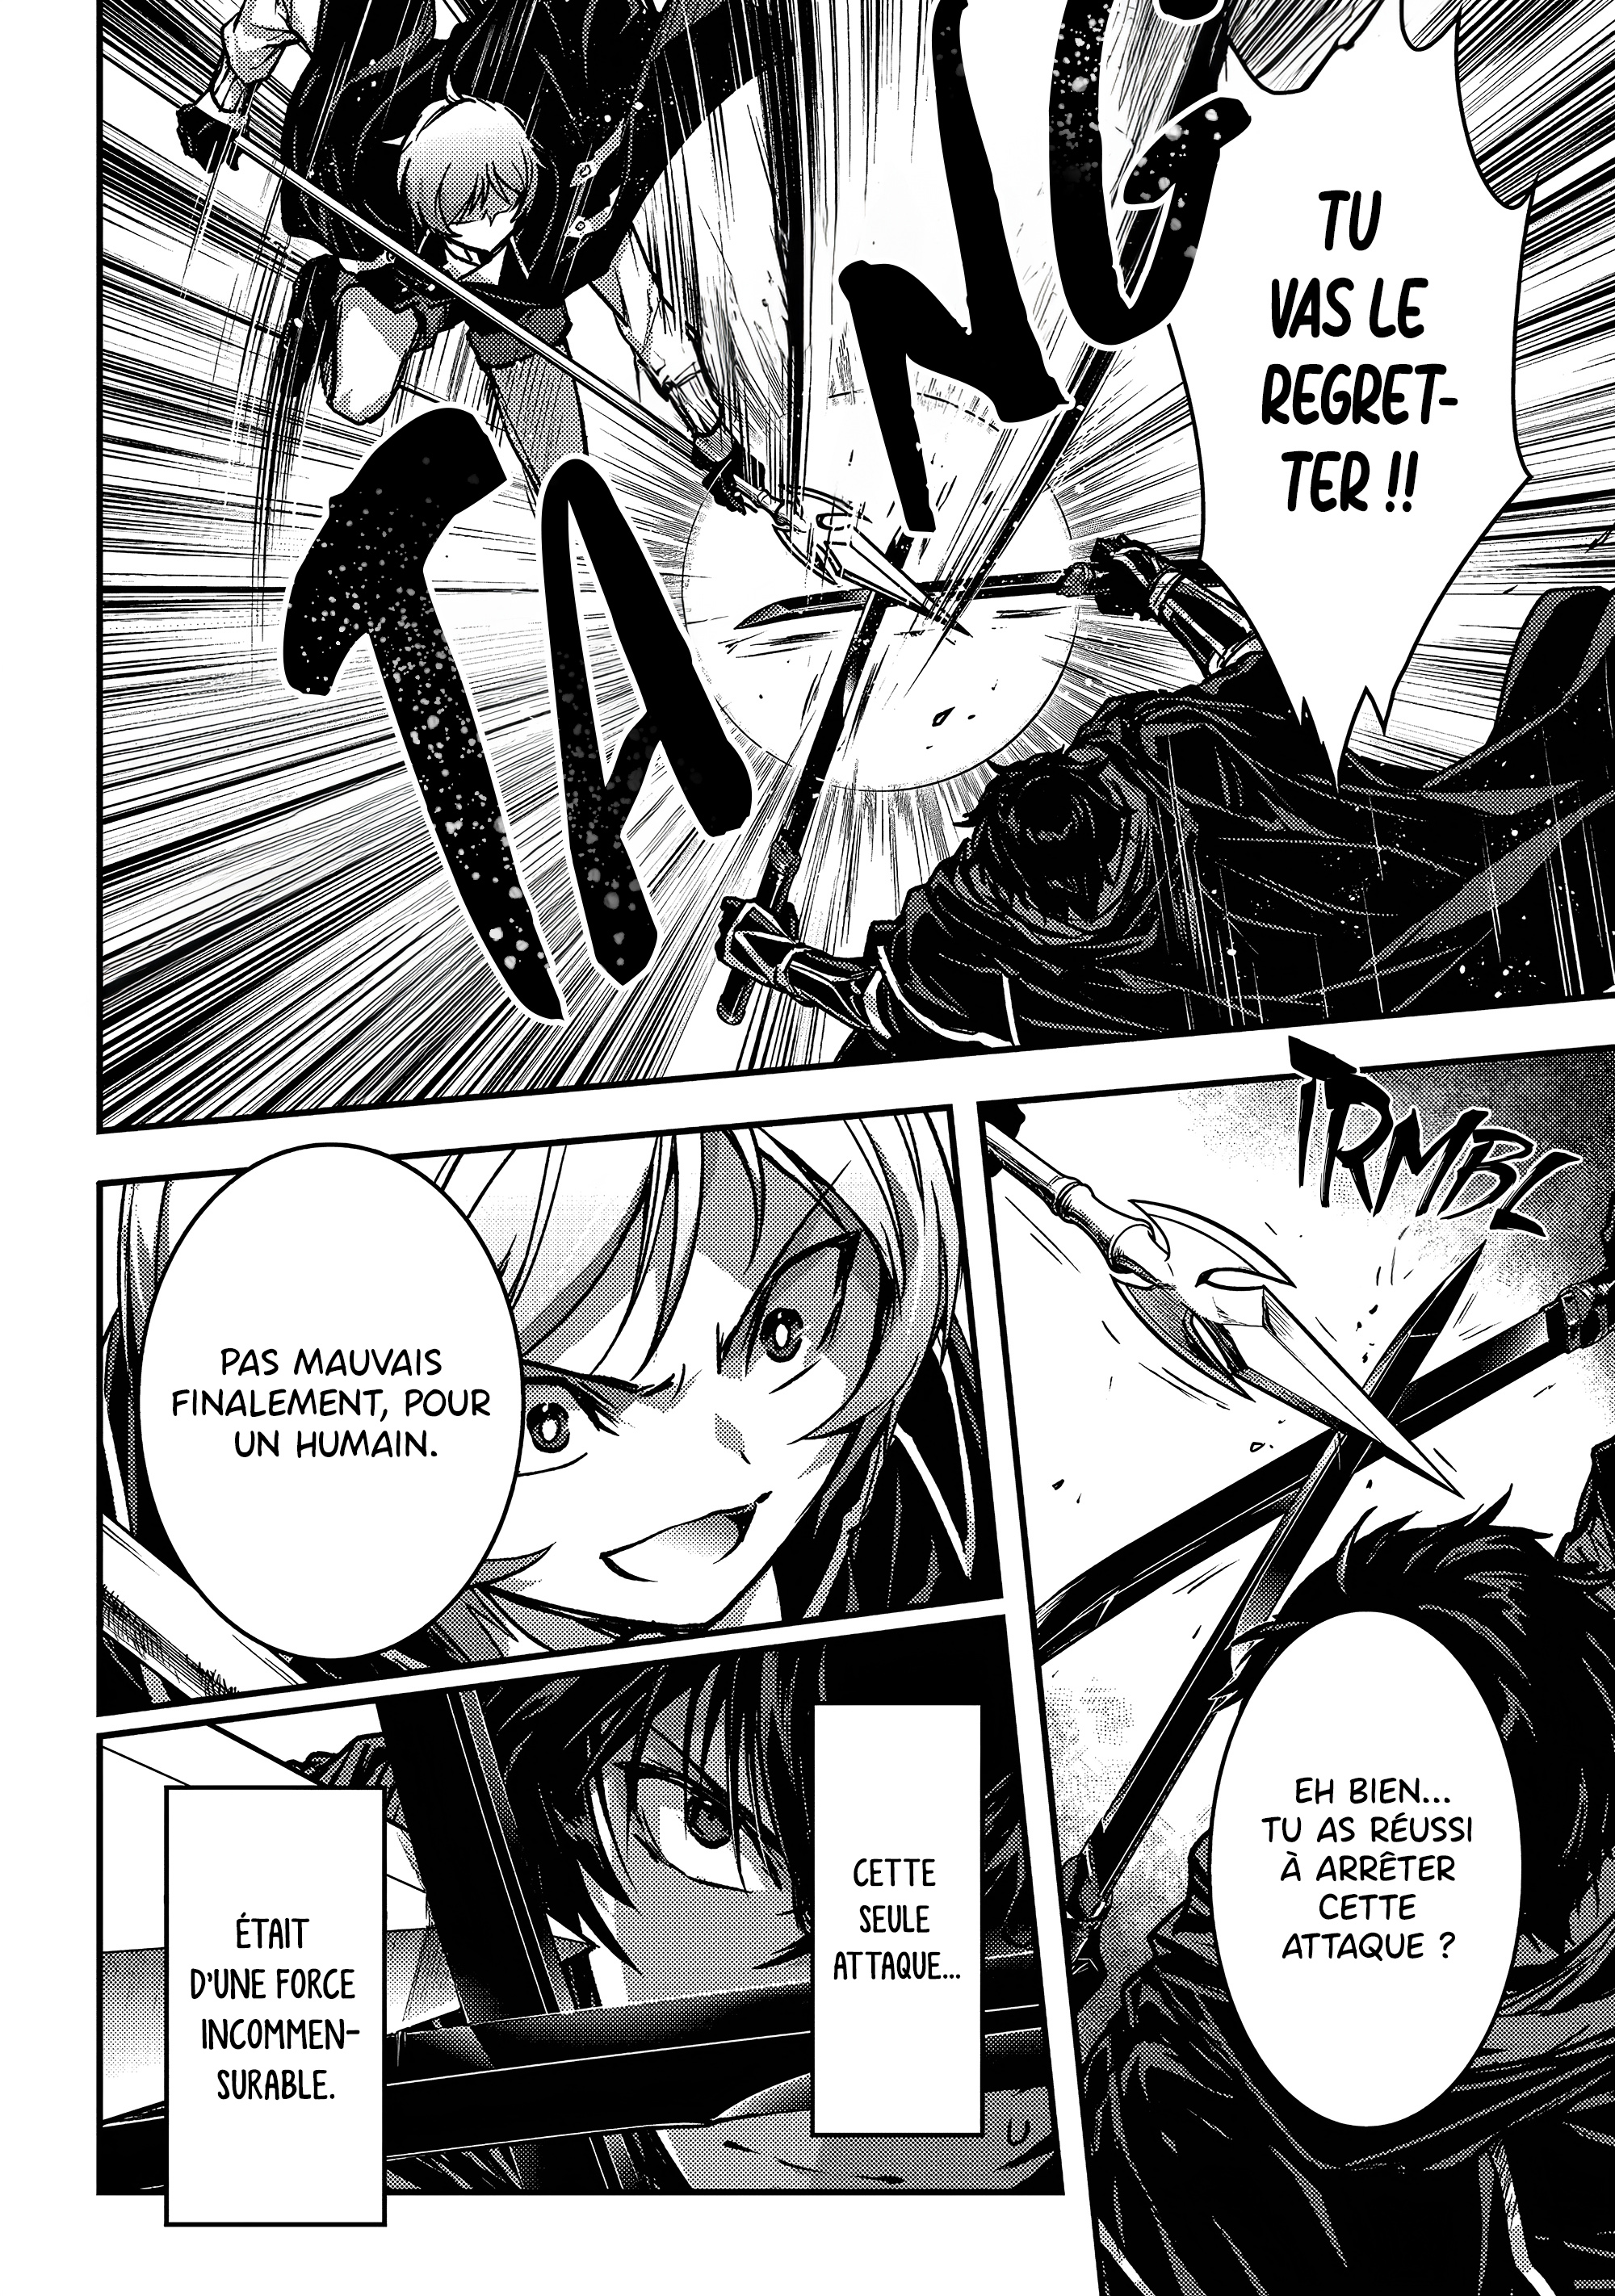 TU
VAS LE
REGRET-
TER !!
TANG
TRMBL
EH BIEN...
TU AS RÉUSSI
À ARRÊTER
CETTE
ATTAQUE ?
PAS MAUVAIS
FINALEMENT, POUR
UN HUMAIN.
CETTE
SEULE
ATTAQUE...
ÉTAIT
D'UNE FORCE
INCOMMEN-
SURABLE.